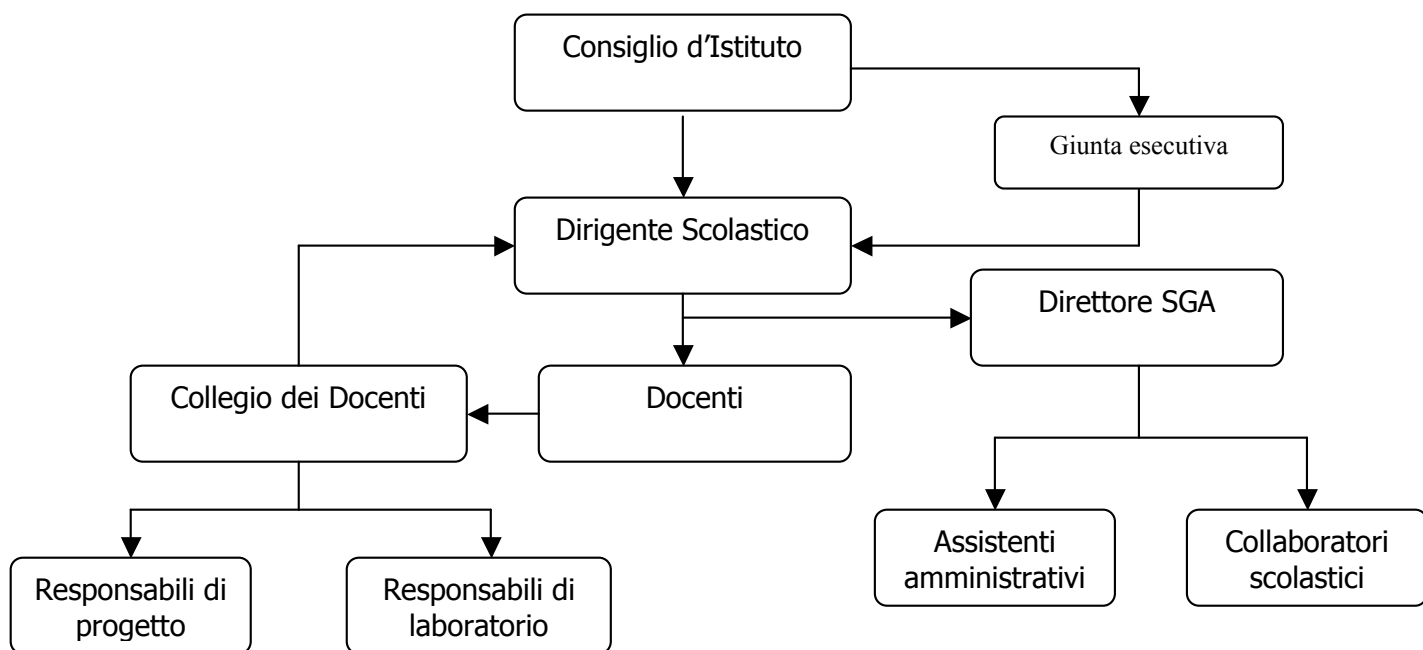 Consiglio d'Istituto
Giunta esecutiva
Dirigente Scolastico
Direttore SGA
Collegio dei Docenti
Docenti
Assistenti
amministrativi
Collaboratori
scolastici
Responsabili di
progetto
Responsabili di
laboratorio